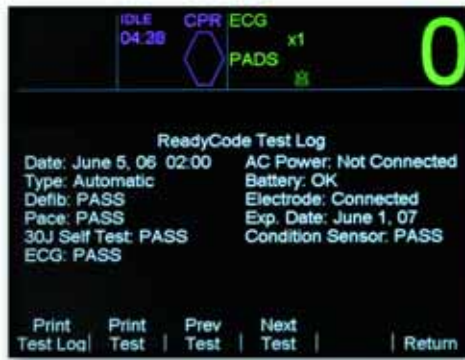 IDLE CPR ECG
04:28 x1
PADS
0
ReadyCode Test Log
Date: June 5, 06 02:00 AC Power: Not Connected
Type: Automatic Battery: OK
Defib: PASS Electrode: Connected
Pace: PASS Exp. Date: June 1, 07
30J Self Test: PASS Condition Sensor: PASS
ECG: PASS
Print Test Log
Print Test
Prev Test
Next Test
Return